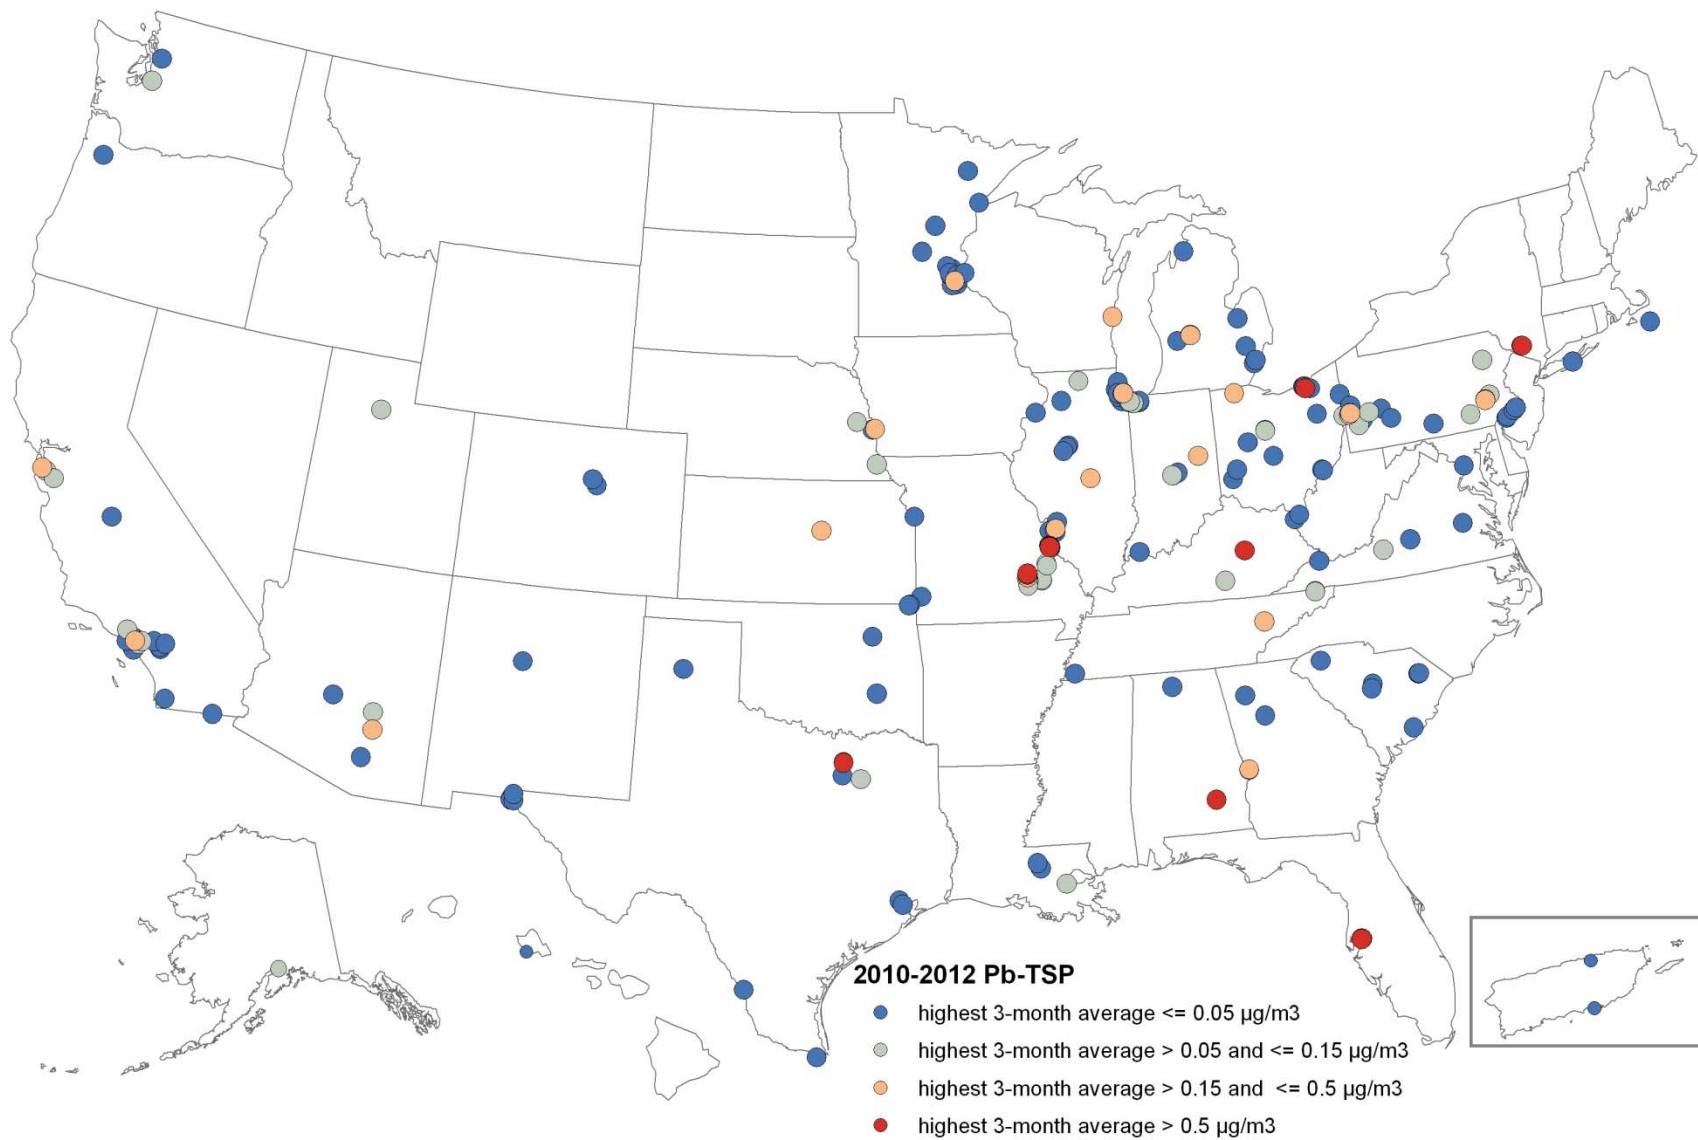 2010-2012 Pb-TSP
highest 3-month average <= 0.05 µg/m3
highest 3-month average > 0.05 and <= 0.15 µg/m3
highest 3-month average > 0.15 and  <= 0.5 µg/m3
highest 3-month average > 0.5 µg/m3